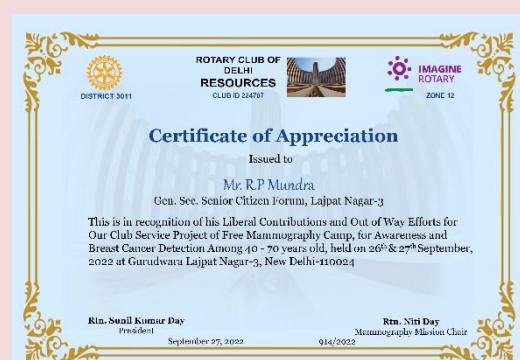 ROTARY CLUB OF
DELHI
RESOURCES
CLUB ID 224707
DISTRICT 3011
IMAGINE
ROTARY
ZONE 12
Certificate of Appreciation
Issued to
Mr. R.P Mundra
Gen. Sec. Senior Citizen Forum, Lajpat Nagar-3
This is in recognition of his Liberal Contributions and Out of Way Efforts for
Our Club Service Project of Free Mammography Camp, for Awareness and
Breast Cancer Detection Among 40 - 70 years old, held on 26th & 27th September,
2022 at Gurudwara Lajpat Nagar-3, New Delhi-110024
Rtn. Sunil Kumar Day
President
Rtn. Niti Day
Mammography Mission Chair
September 27, 2022
914/2022